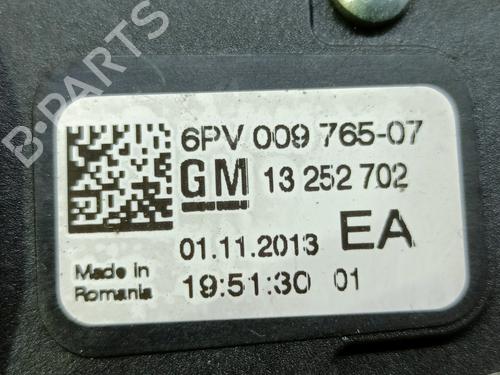 B-PARTS
6PV 009 765-07
GM 13 252 702
01.11.2013 EA
Made in
Romania
19:51:30 01